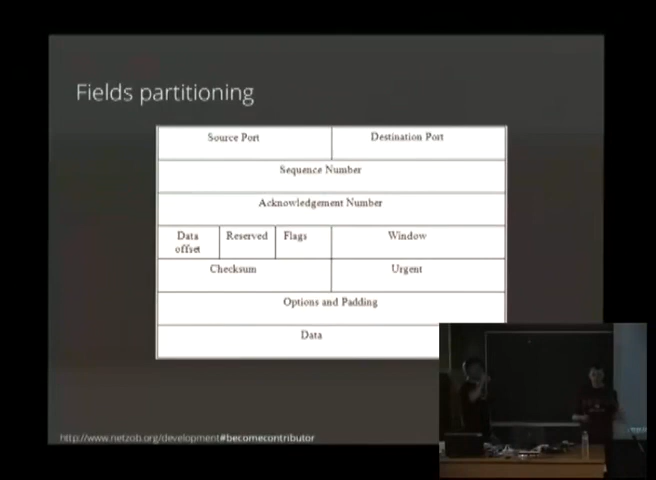 Fields partitioning
Source Port
Destination Port
Sequence Number
Acknowledgement Number
Data
offset
Reserved
Flags
Window
Checksum
Urgent
Options and Padding
Data
http://www.netzob.org/development#becomecontributor